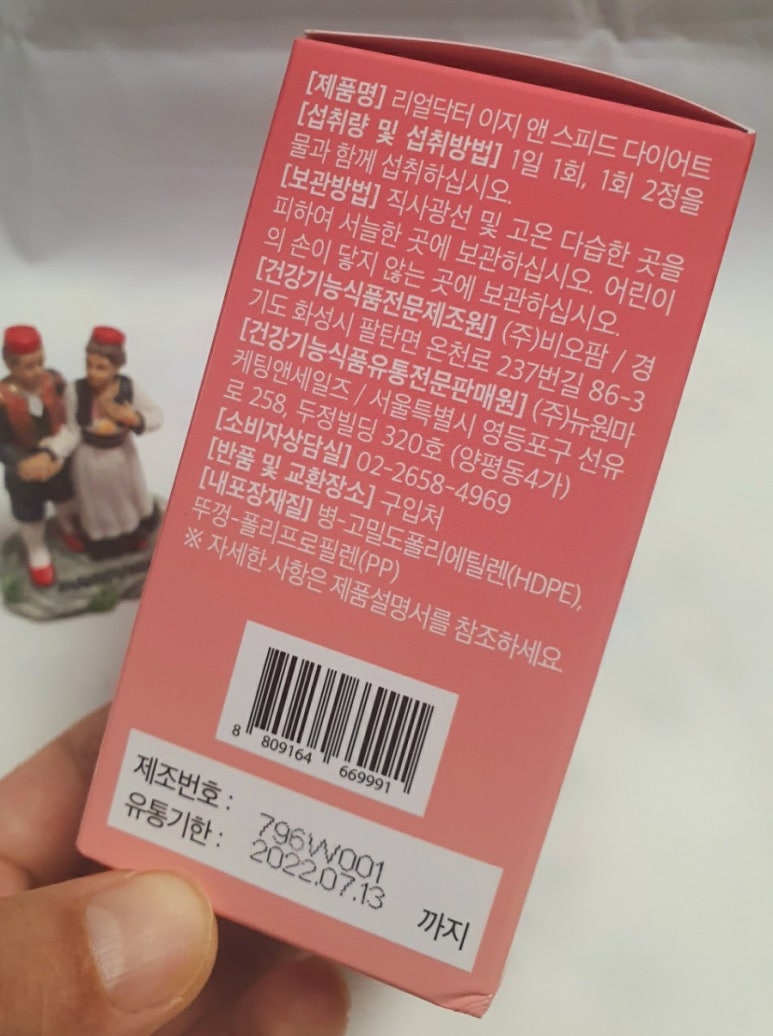 [제품명] 리얼닥터 이지 앤 스피드 다이어트
[섭취량 및 섭취방법] 1일 1회, 1회 2정을
물과 함께 섭취하십시오.
[보관방법] 직사광선 및 고온 다습한 곳을
피하여 서늘한 곳에 보관하십시오. 어린이
의 손이 닿지 않는 곳에 보관하십시오.
[건강기능식품전문제조원] (주)비오팜 / 경
기도 화성시 팔탄면 온천로 237번길 86-3
[건강기능식품유통전문판매원] (주)뉴원마
케팅앤세일즈 / 서울특별시 영등포구 선유
로 258, 두정빌딩 320호 (양평동4가)
[소비자상담실] 02-2658-4969
[반품 및 교환장소] 구입처
[내포장재질] 병-고밀도폴리에틸렌(HDPE),
뚜껑-폴리프로필렌(PP)
※ 자세한 사항은 제품설명서를 참조하세요.
8 809164 669991
제조번호 : 796W001
유통기한 : 2022.07.13 까지